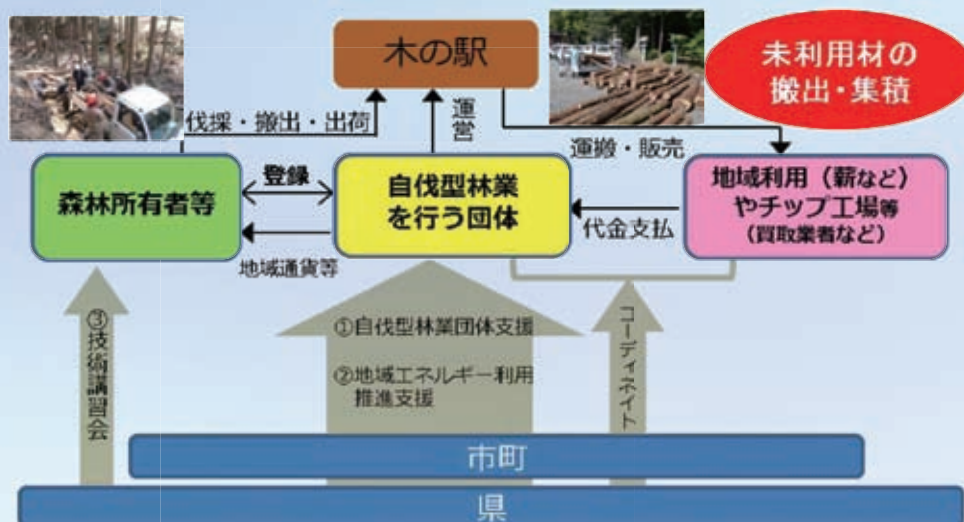 木の駅
未利用材の
搬出・集積
伐採・搬出・出荷
運営
運搬・販売
森林所有者等
登録
自伐型林業
を行う団体
地域利用（薪など）
やチップ工場等
（買取業者など）
代金支払
地域通貨等
③技術講習会
①自伐型林業団体支援
②地域エネルギー利用
推進支援
コーディネイト
市町
県